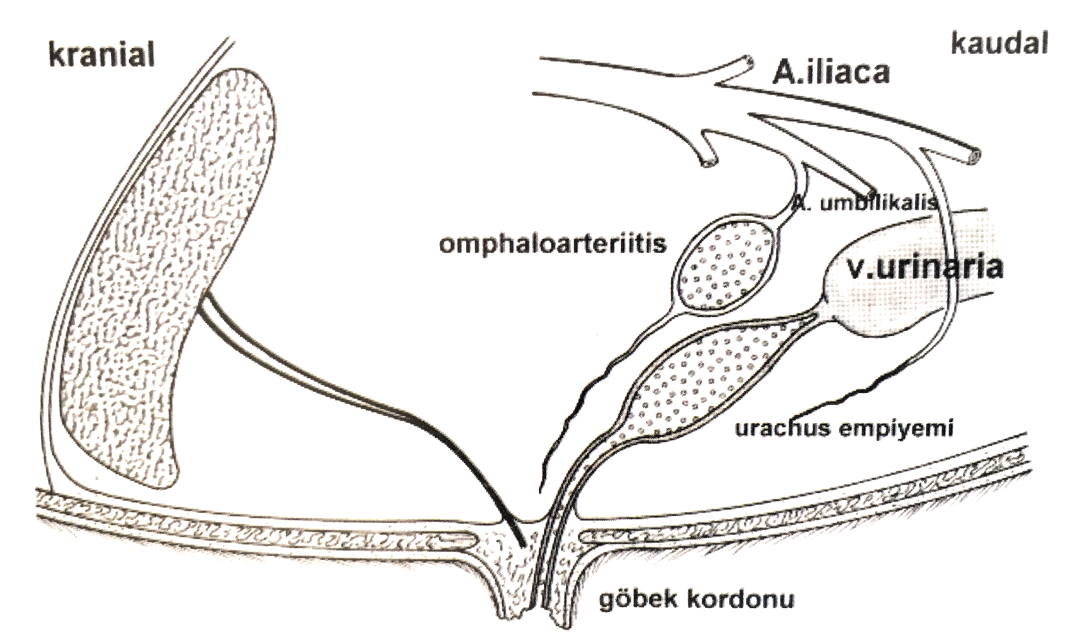 kranial
kaudal
A.iliaca
A. umbilikalis
omphaloarteriitis
v.urinaria
urachus empiyemi
göbek kordonu